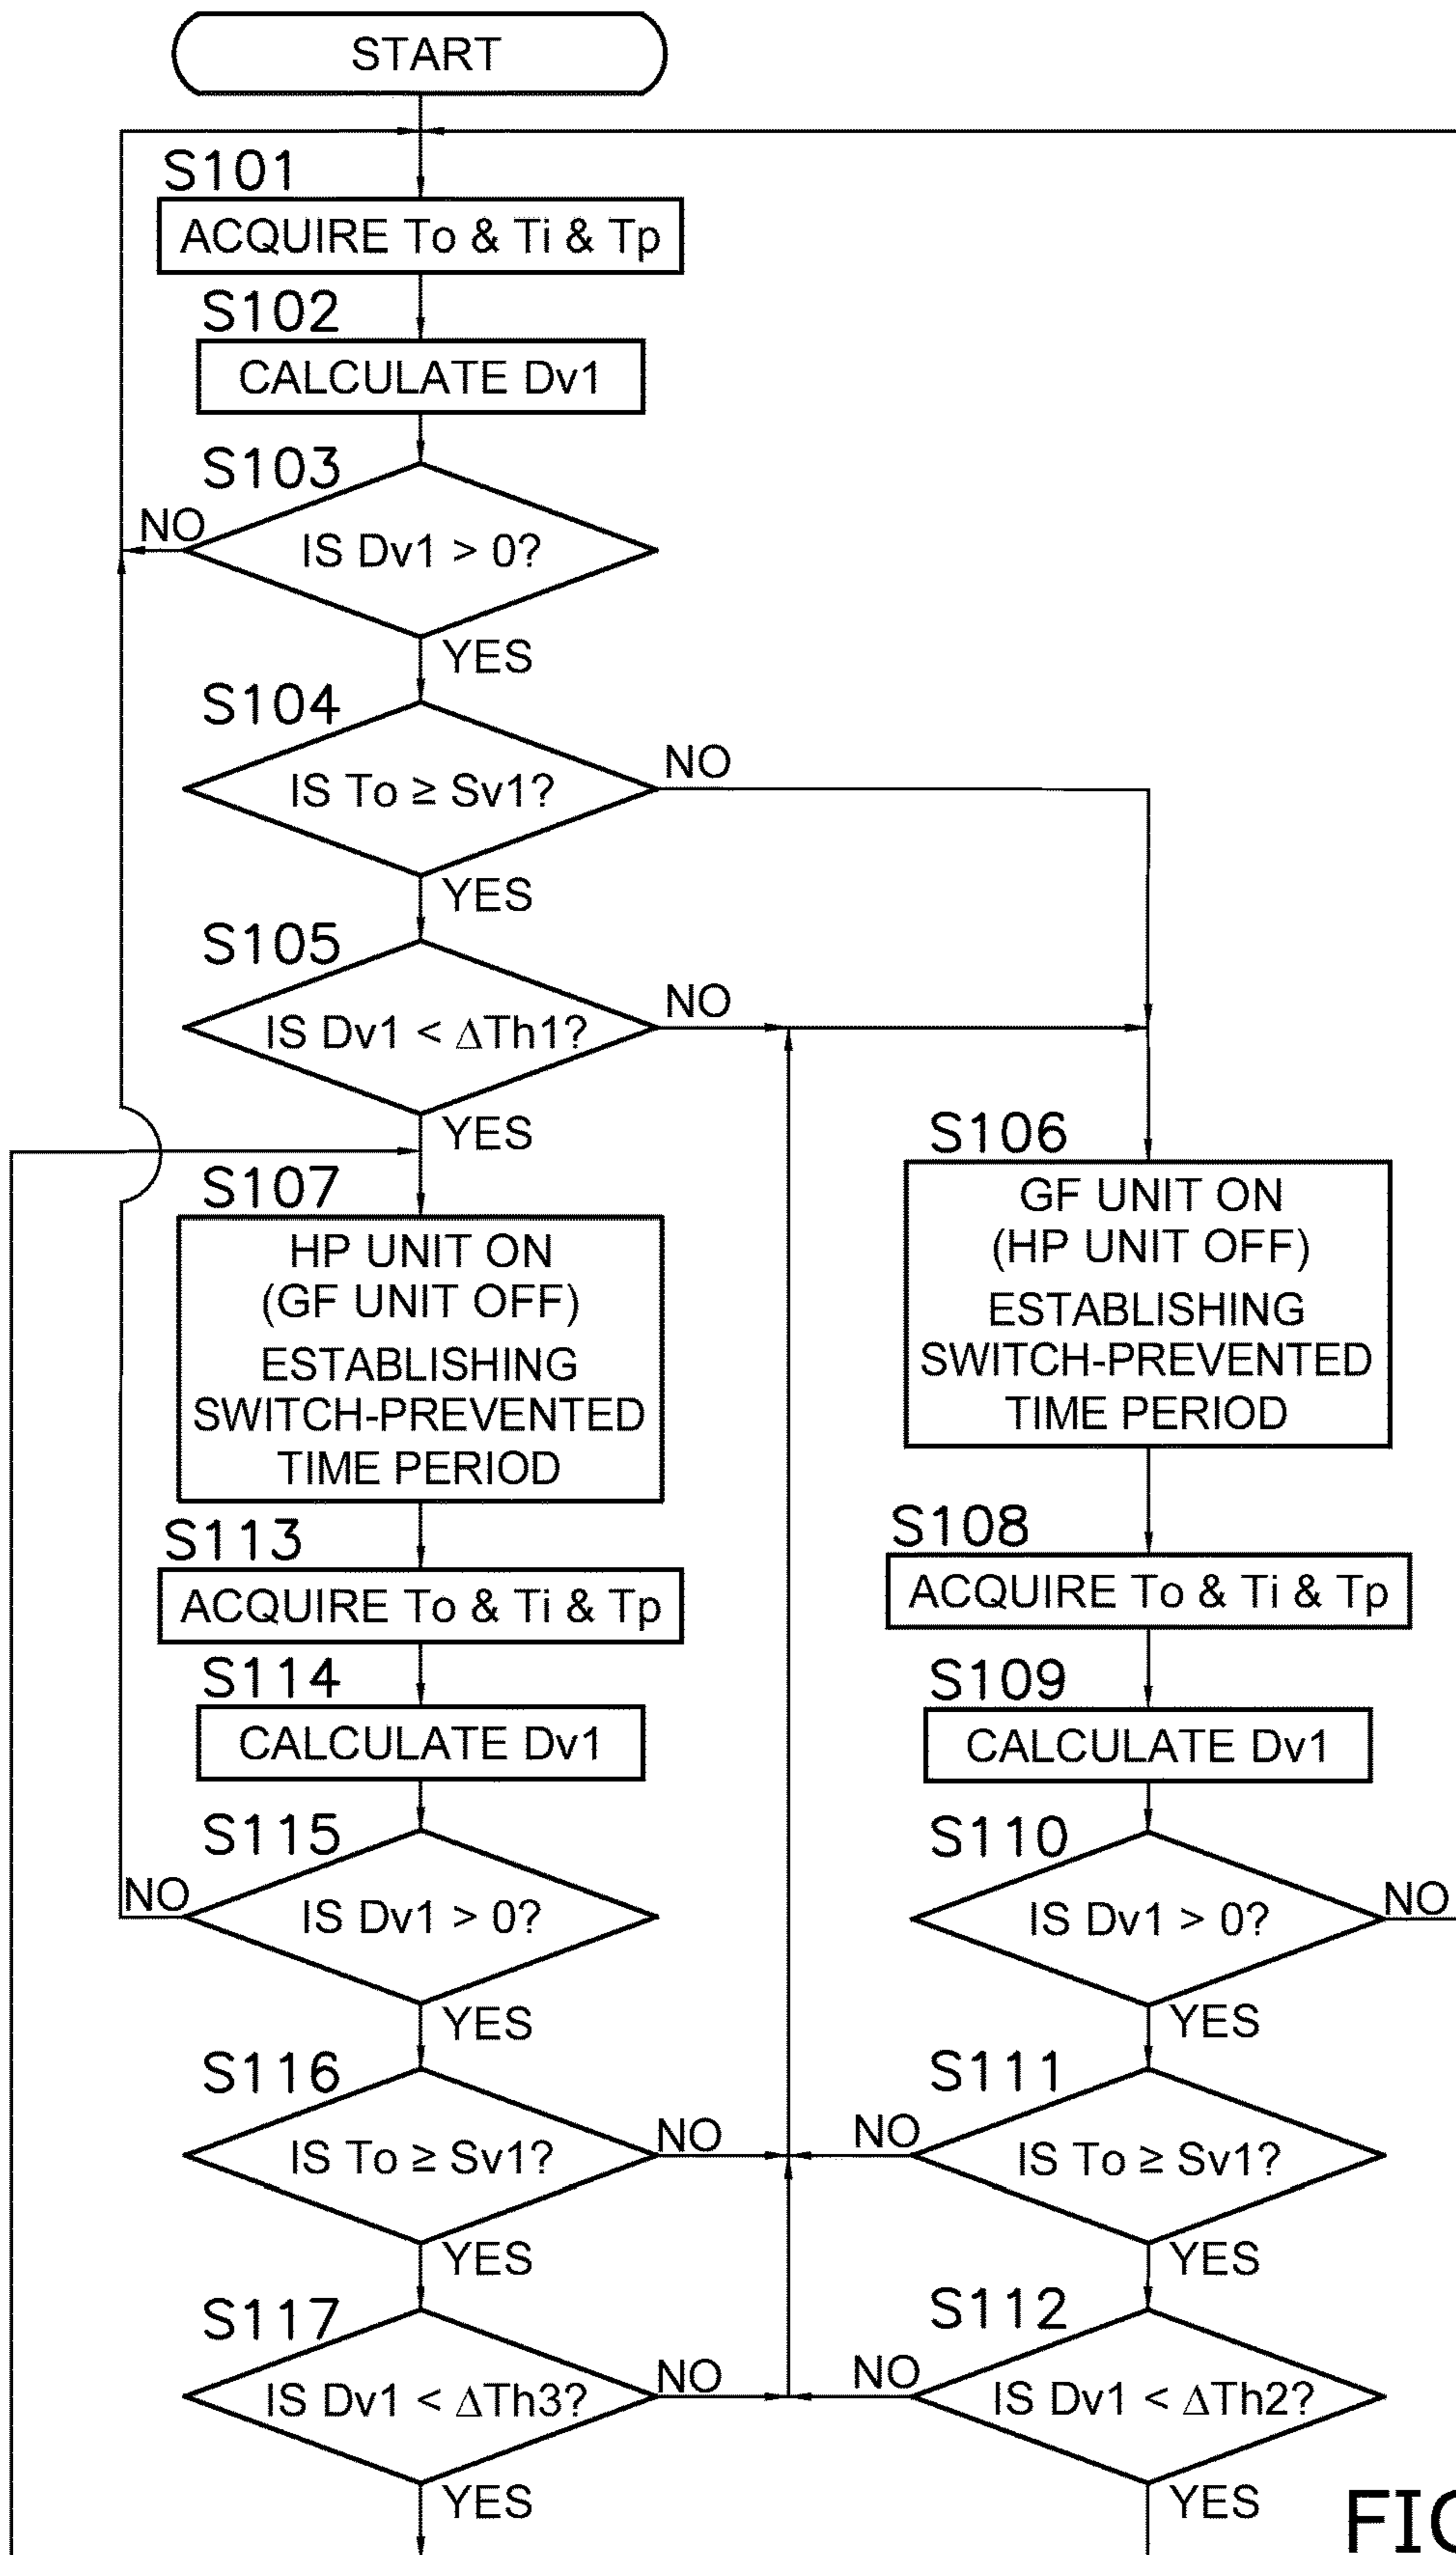 START
S101
ACQUIRE To & Ti & Tp
S102
CALCULATE Dv1
S103
NO
IS Dv1 > 0?
YES
S104
NO
IS To ≥ Sv1?
YES
S105
NO
IS Dv1 < ΔTh1?
YES
S107
HP UNIT ON
(GF UNIT OFF)
ESTABLISHING
SWITCH-PREVENTED
TIME PERIOD
S113
ACQUIRE To & Ti & Tp
S114
CALCULATE Dv1
S115
NO
IS Dv1 > 0?
YES
S116
NO
IS To ≥ Sv1?
YES
S117
NO
IS Dv1 < ΔTh3?
YES
S106
GF UNIT ON
(HP UNIT OFF)
ESTABLISHING
SWITCH-PREVENTED
TIME PERIOD
S108
ACQUIRE To & Ti & Tp
S109
CALCULATE Dv1
S110
NO
IS Dv1 > 0?
YES
S111
NO
IS To ≥ Sv1?
YES
S112
NO
IS Dv1 < ΔTh2?
YES